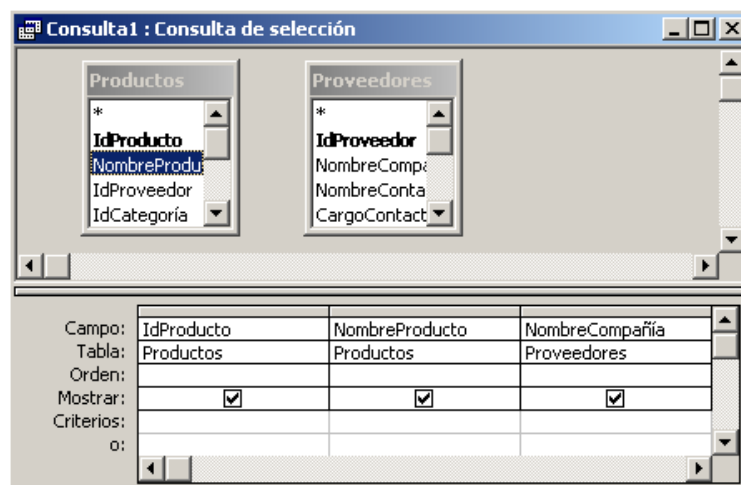 Consulta1 : Consulta de selección
Productos Proveedores
* *
IdProducto IdProveedor
NombreProdu NombreCompa
IdProveedor NombreConta
IdCategoría CargoContact
Campo: IdProducto NombreProducto NombreCompañía
Tabla: Productos Productos Proveedores
Orden:
Mostrar:
Criterios:
o: